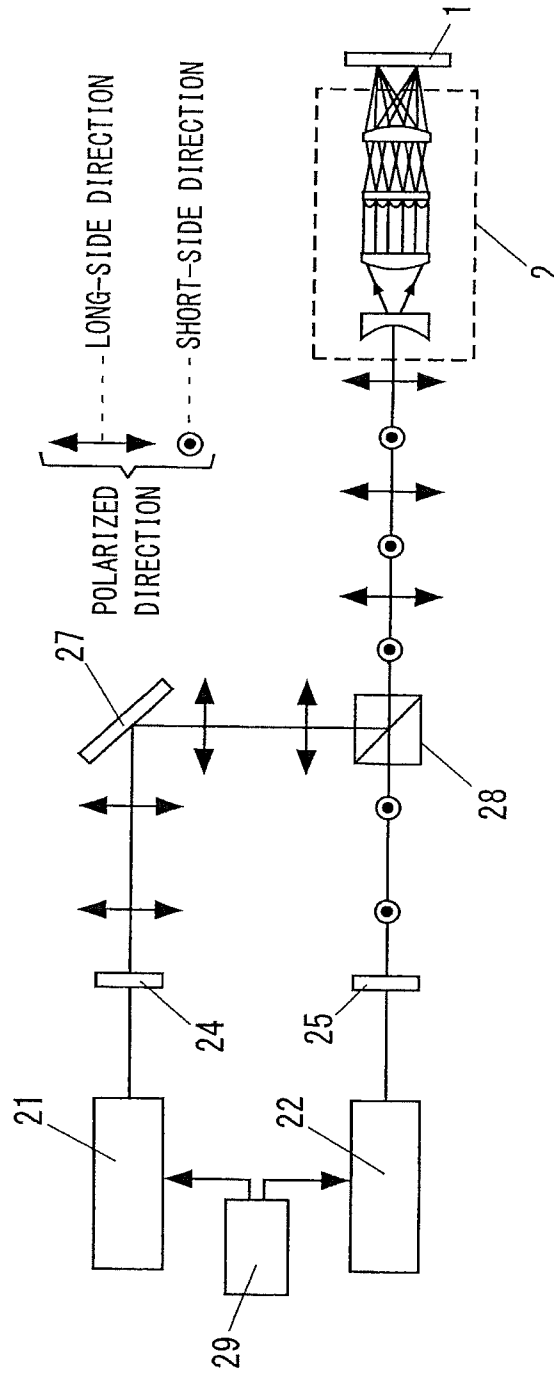 POLARIZED
DIRECTION
LONG-SIDE DIRECTION
SHORT-SIDE DIRECTION
27
21
24
29
22
25
28
2
1